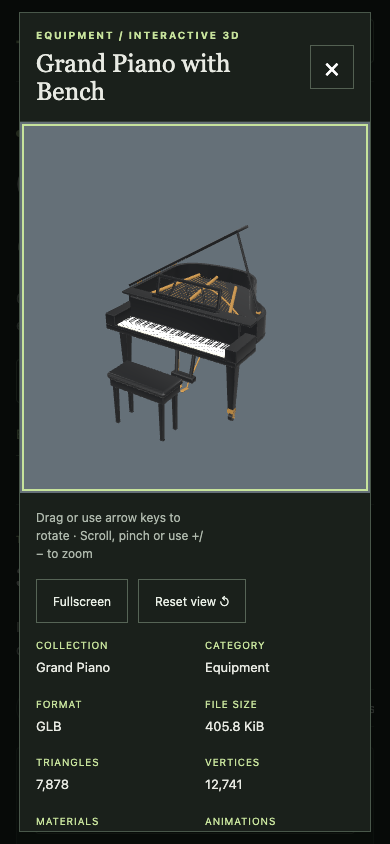 EQUIPMENT / INTERACTIVE 3D
Grand Piano with
Bench
×
Drag or use arrow keys to
rotate · Scroll, pinch or use +/
− to zoom
Fullscreen
Reset view ↺
COLLECTION
CATEGORY
Grand Piano
Equipment
FORMAT
FILE SIZE
GLB
405.8 KiB
TRIANGLES
VERTICES
7,878
12,741
MATERIALS
ANIMATIONS